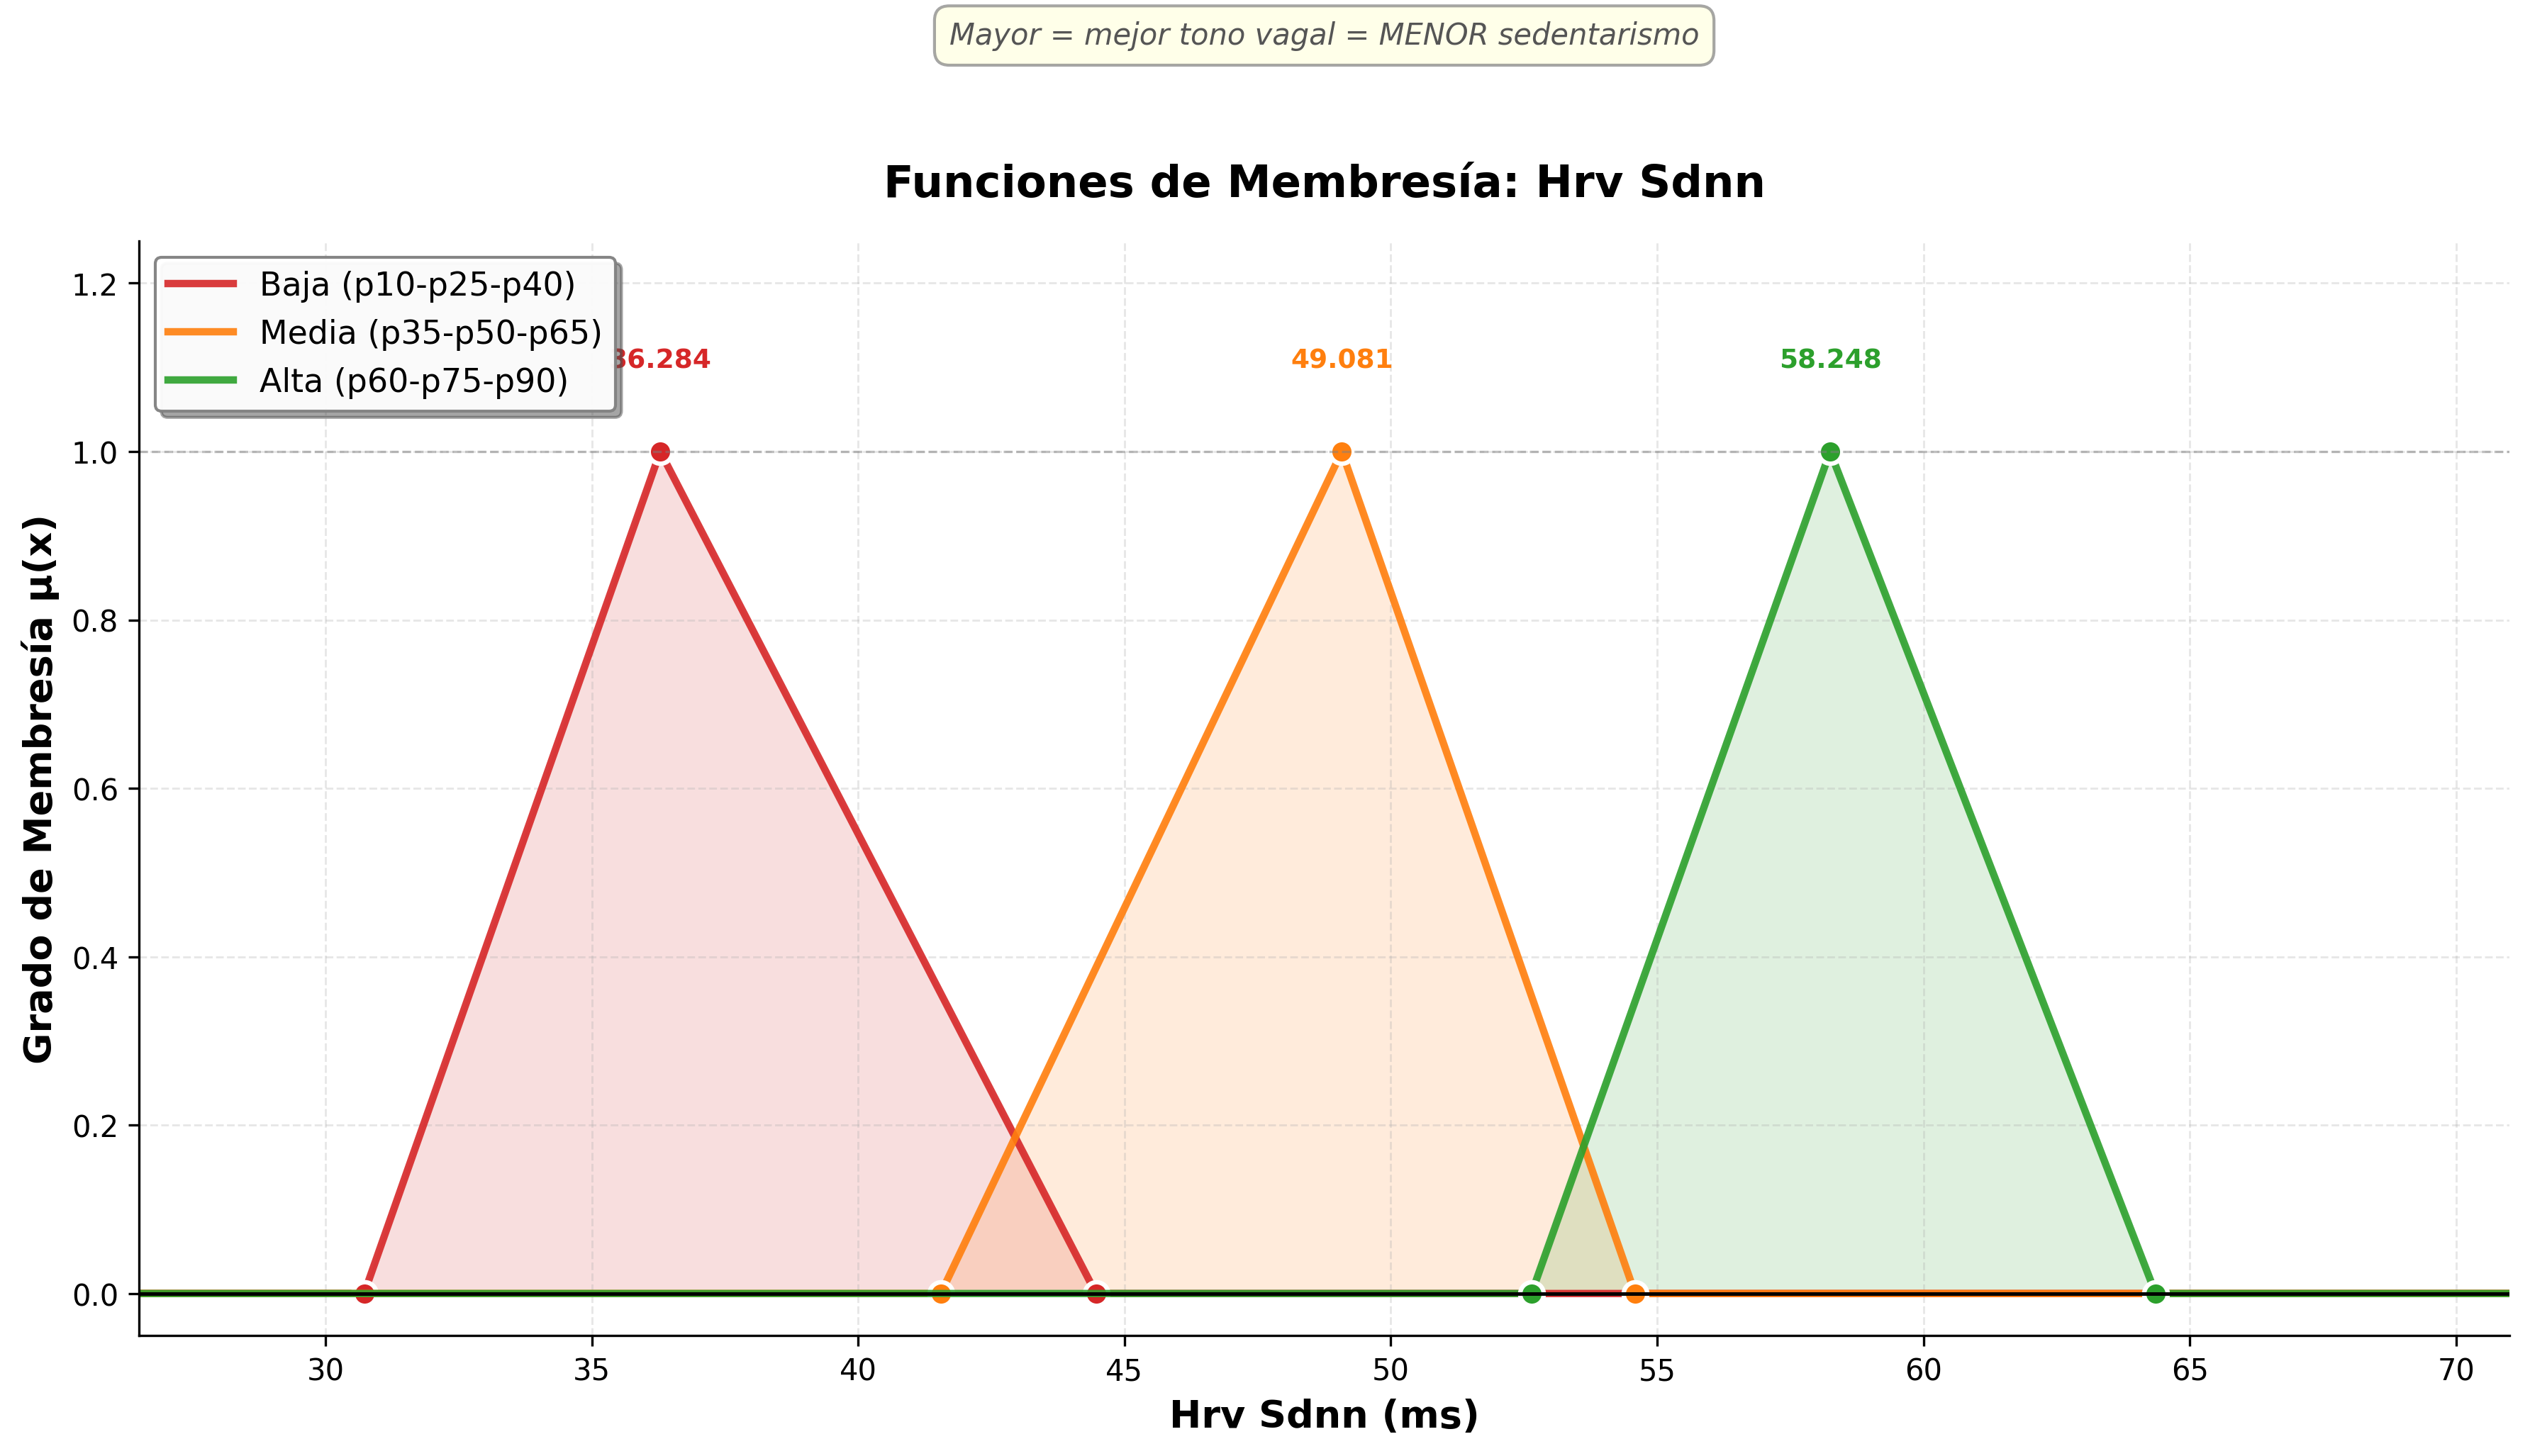 Mayor = mejor tono vagal = MENOR sedentarismo
Funciones de Membresía: Hrv Sdnn
Baja (p10-p25-p40)
Media (p35-p50-p65)
Alta (p60-p75-p90)
36.284
49.081
58.248
Grado de Membresía μ(x)
1.2
1.0
0.8
0.6
0.4
0.2
0.0
30 35 40 45 50 55 60 65 70
Hrv Sdnn (ms)